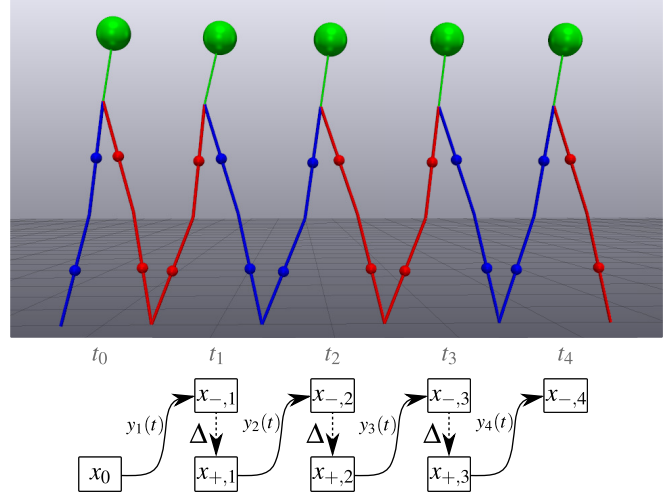 t₀ t₁ t₂ t₃ t₄
x₋,₁ x₋,₂ x₋,₃ x₋,₄
y₁(t) y₂(t) y₃(t) y₄(t)
Δ Δ Δ
x₀ x₊,₁ x₊,₂ x₊,₃